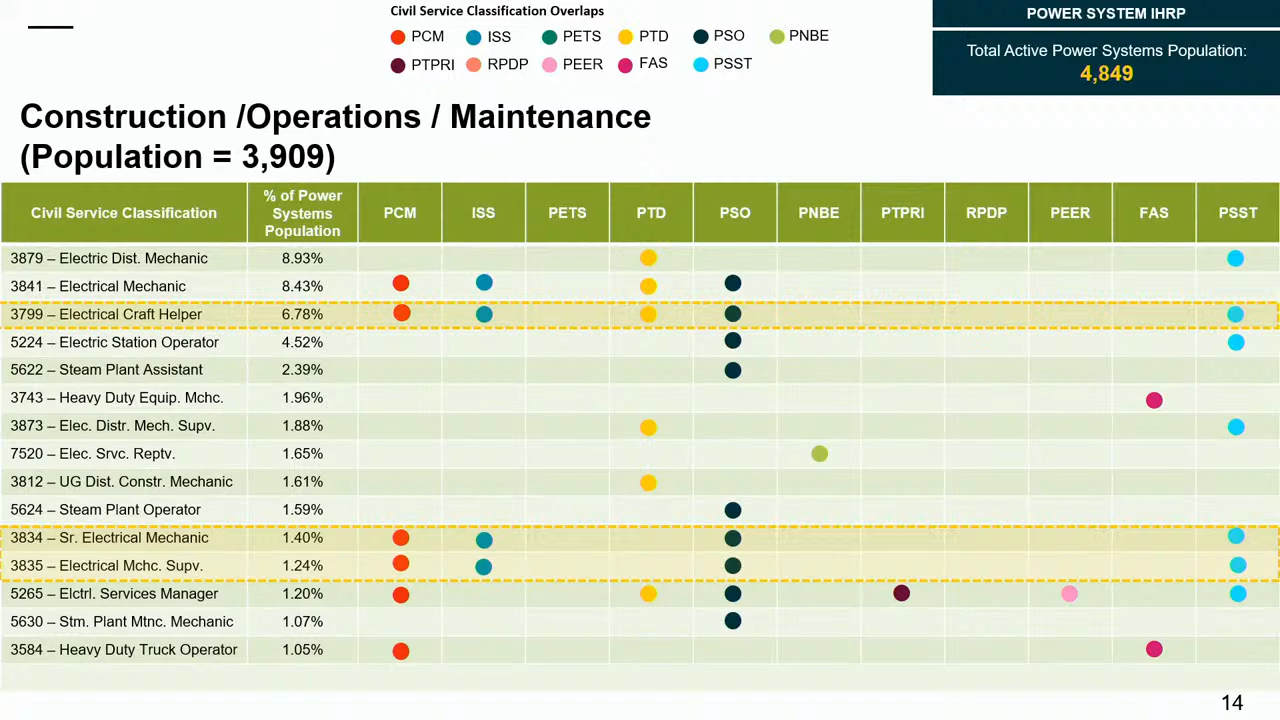 Civil Service Classification Overlaps
PCM ISS PETS PTD PSO PNBE
PTPRI RPDP PEER FAS PSST
POWER SYSTEM IHRP
Total Active Power Systems Population:
4,849
Construction /Operations / Maintenance
(Population = 3,909)
Civil Service Classification % of Power Systems Population PCM ISS PETS PTD PSO PNBE PTPRI RPDP PEER FAS PSST
3879 – Electric Dist. Mechanic 8.93%
3841 – Electrical Mechanic 8.43%
3799 – Electrical Craft Helper 6.78%
5224 – Electric Station Operator 4.52%
5622 – Steam Plant Assistant 2.39%
3743 – Heavy Duty Equip. Mchc. 1.96%
3873 – Elec. Distr. Mech. Supv. 1.88%
7520 – Elec. Srvc. Reptv. 1.65%
3812 – UG Dist. Constr. Mechanic 1.61%
5624 – Steam Plant Operator 1.59%
3834 – Sr. Electrical Mechanic 1.40%
3835 – Electrical Mchc. Supv. 1.24%
5265 – Elctrl. Services Manager 1.20%
5630 – Stm. Plant Mtnc. Mechanic 1.07%
3584 – Heavy Duty Truck Operator 1.05%
14